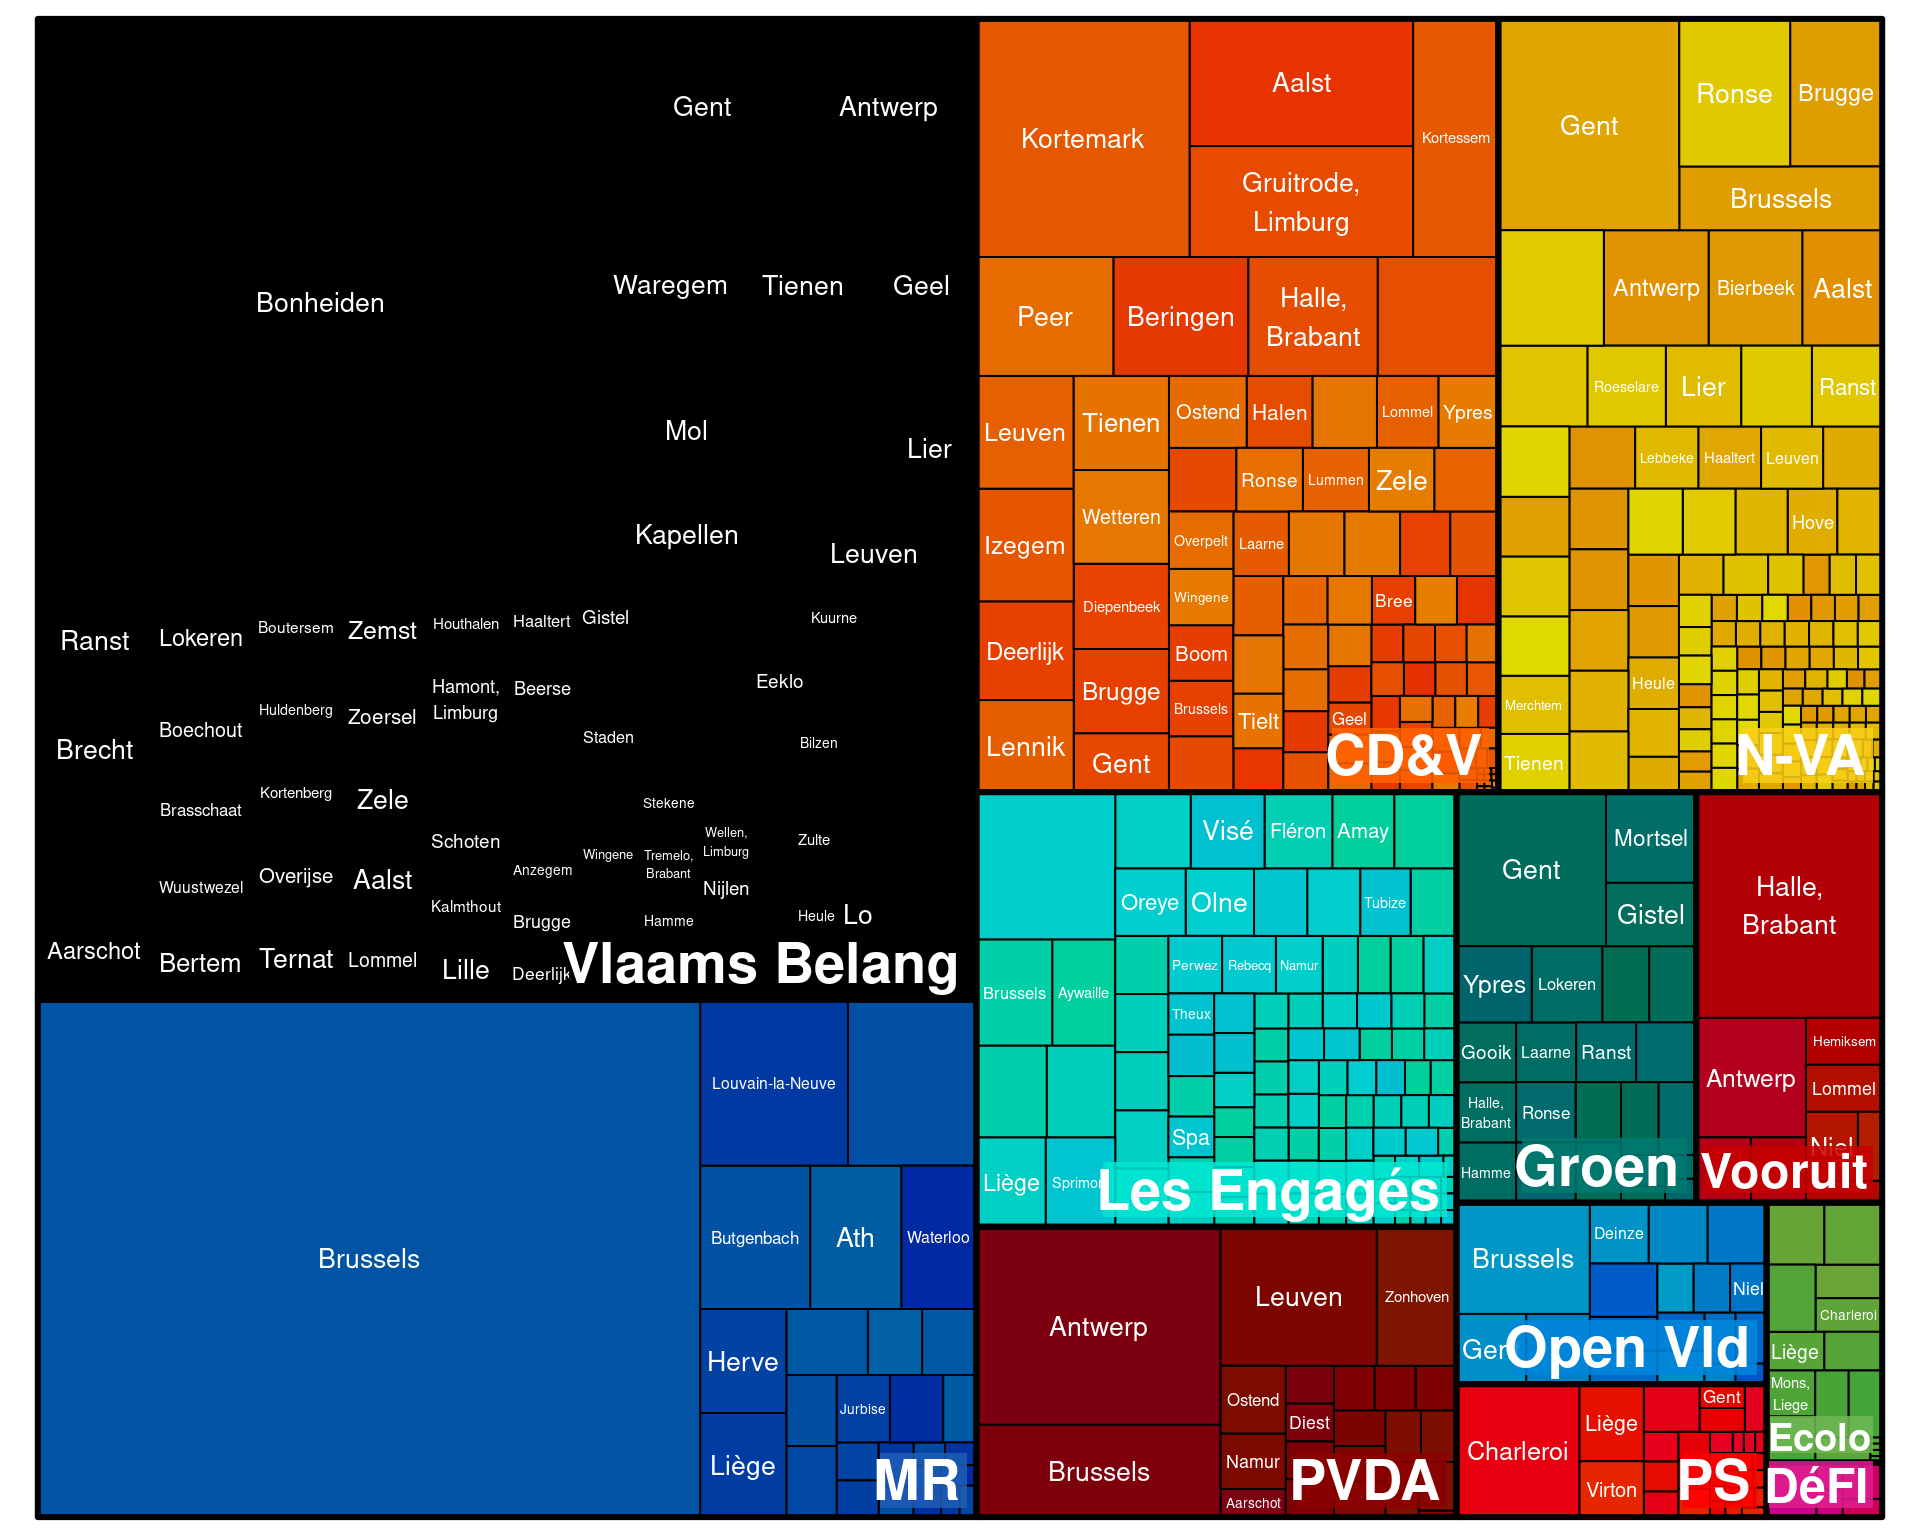 Gent
Antwerp
Bonheiden
Waregem
Tienen
Geel
Mol
Lier
Kapellen
Leuven
Ranst
Lokeren
Boutersem
Zemst
Houthalen
Haaltert
Gistel
Kuurne
Brecht
Boechout
Huldenberg
Zoersel
Hamont,
Limburg
Beerse
Staden
Eeklo
Bilzen
Brasschaat
Kortenberg
Zele
Schoten
Anzegem
Wingene
Stekene
Tremelo,
Brabant
Wellen,
Limburg
Nijlen
Zulte
Wuustwezel
Overijse
Aalst
Kalmthout
Brugge
Hamme
Heule
Lo
Aarschot
Bertem
Ternat
Lommel
Lille
Deerlijk
Vlaams Belang
Brussels
Louvain-la-Neuve
Butgenbach
Ath
Waterloo
Herve
Jurbise
Liège
MR
Kortemark
Aalst
Kortessem
Gruitrode,
Limburg
Peer
Beringen
Halle,
Brabant
Leuven
Tienen
Ostend
Halen
Lommel
Ypres
Izegem
Wetteren
Ronse
Lummen
Zele
Overpelt
Laarne
Deerlijk
Diepenbeek
Wingene
Bree
Boom
Brugge
Brussels
Tielt
Geel
Lennik
Gent
CD&V
Gent
Ronse
Brugge
Brussels
Antwerp
Bierbeek
Aalst
Roeselare
Lier
Ranst
Lebbeke
Haaltert
Leuven
Hove
Heule
Merchtem
Tienen
N-VA
Visé
Fléron
Amay
Oreye
Olne
Tubize
Brussels
Aywaille
Perwez
Rebecq
Namur
Theux
Spa
Liège
Sprimon
Les Engagés
Gent
Mortsel
Gistel
Ypres
Lokeren
Gooik
Laarne
Ranst
Halle,
Brabant
Ronse
Hamme
Groen
Halle,
Brabant
Antwerp
Hemiksem
Lommel
Niel
Vooruit
Antwerp
Leuven
Zonhoven
Brussels
Ostend
Diest
Namur
Aarschot
PVDA
Brussels
Deinze
Niel
Gent
Open Vld
Charleroi
Liège
Gent
Virton
PS
Charleroi
Liège
Mons,
Liege
Ecolo
DéFI